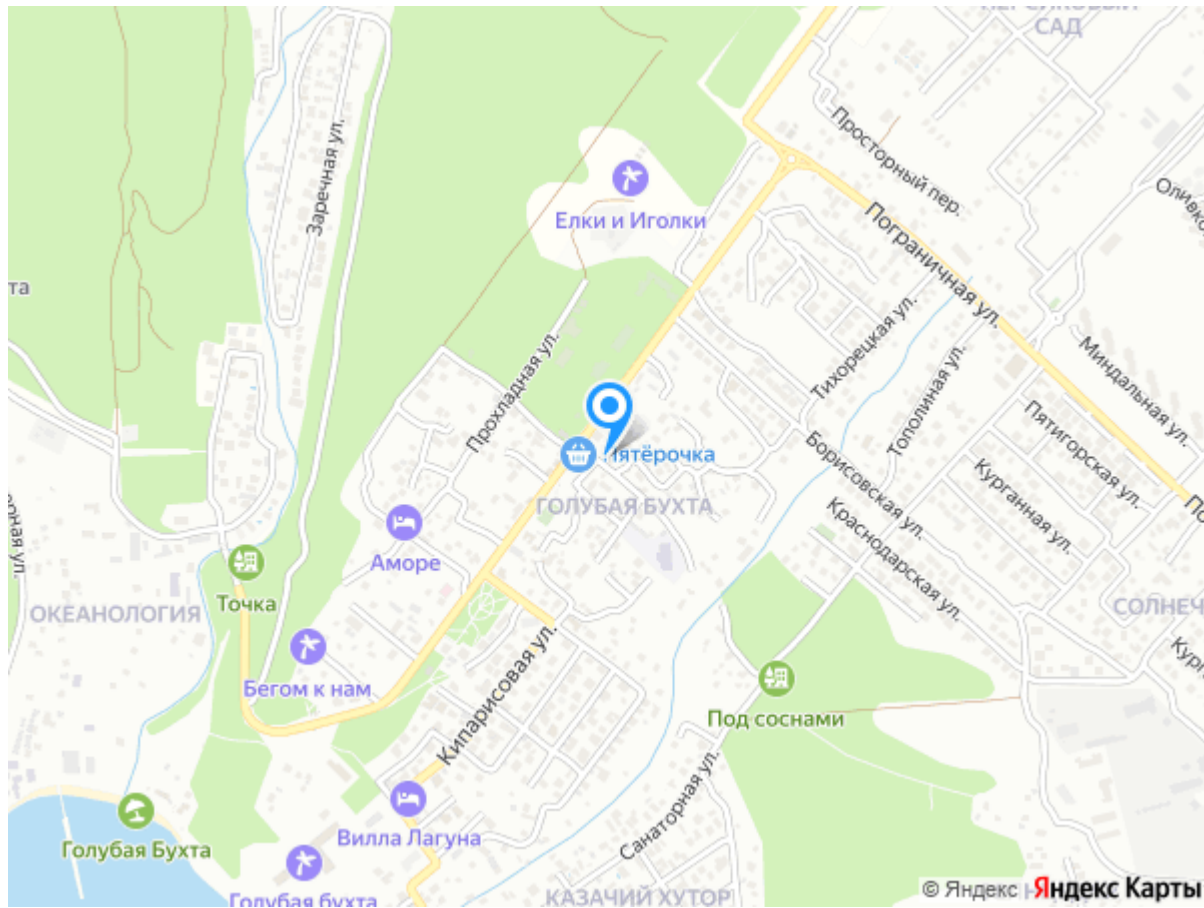 ПЕРСИКОВЫЙ
САД
Просторный пер.
Заречная ул.
Елки и Иголки
Пограничная ул.
та
Тихорецкая ул.
Тополиная ул.
Миндальная ул.
Прохладная ул.
Пятигорская ул.
Пятёрочка
Борисовская ул.
Курганная ул.
ГОЛУБАЯ БУХТА
Краснодарская ул.
Аморе
Точка
ОКЕАНОЛОГИЯ
СОЛНЕЧ
Бегом к нам
Кипарисовая ул.
Под соснами
Санаторная ул.
Вилла Лагуна
Голубая Бухта
Голубая бухта
КАЗАЧИЙ ХУТОР
© Яндекс Яндекс Карты